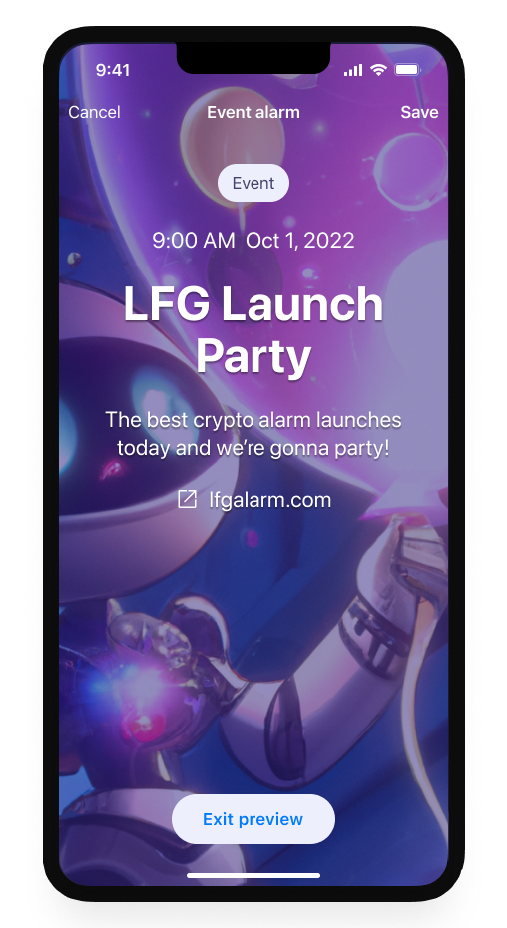 9:41
Cancel Event alarm Save
Event
9:00 AM Oct 1, 2022
LFG Launch
Party
The best crypto alarm launches
today and we’re gonna party!
lfgalarm.com
Exit preview